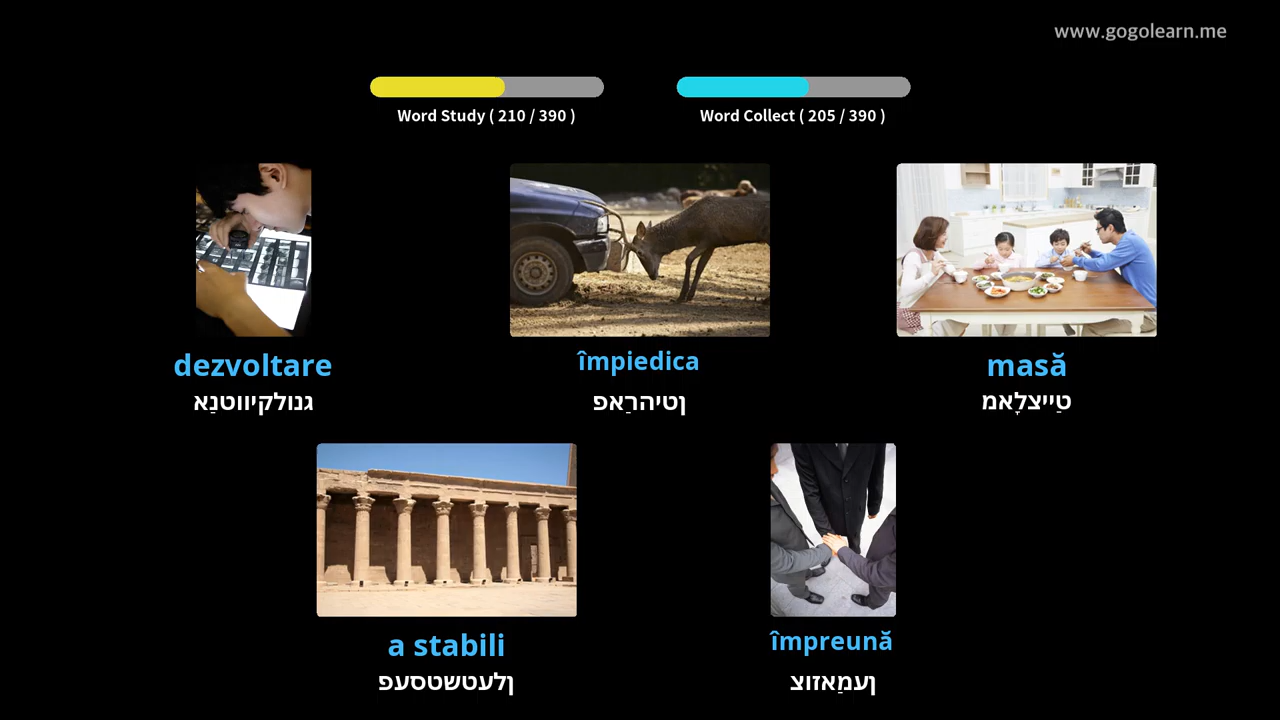 www.gogolearn.me
Word Study ( 210 / 390 )
Word Collect ( 205 / 390 )
dezvoltare
גנולקיווטנַא
împiedica
ןטיהרַאפ
masă
טַייצלָאמ
a stabili
ןלעטשטסעפ
împreună
ןעמַאזוצ